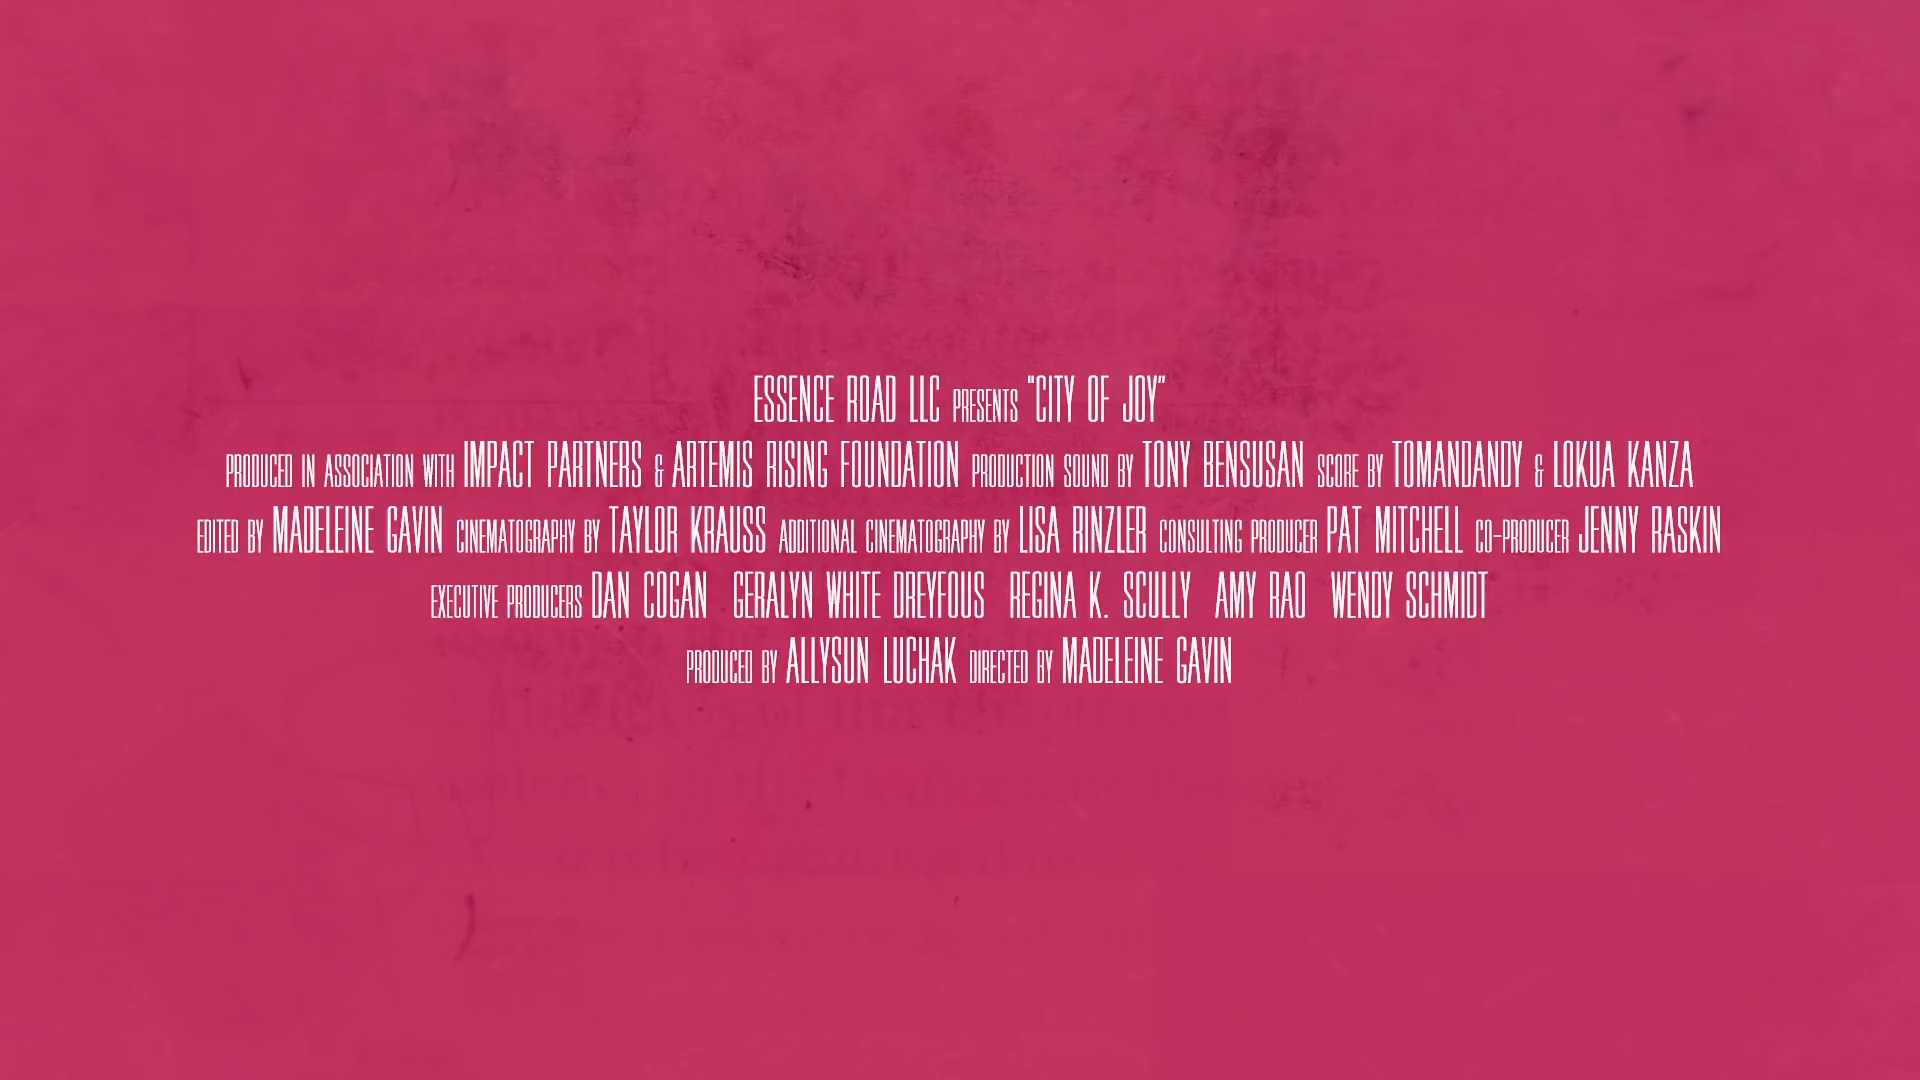 ESSENCE ROAD LLC PRESENTS "CITY OF JOY"
PRODUCED IN ASSOCIATION WITH IMPACT PARTNERS & ARTEMIS RISING FOUNDATION PRODUCTION SOUND BY TONY BENSUSAN SCORE BY TOMANDANDY & LOKUA KANZA
EDITED BY MADELEINE GAVIN CINEMATOGRAPHY BY TAYLOR KRAUSS ADDITIONAL CINEMATOGRAPHY BY LISA RINZLER CONSULTING PRODUCER PAT MITCHELL CO-PRODUCER JENNY RASKIN
EXECUTIVE PRODUCERS DAN COGAN GERALYN WHITE DREYFOUS REGINA K. SCULLY AMY RAO WENDY SCHMIDT
PRODUCED BY ALLYSUN LUCHAK DIRECTED BY MADELEINE GAVIN